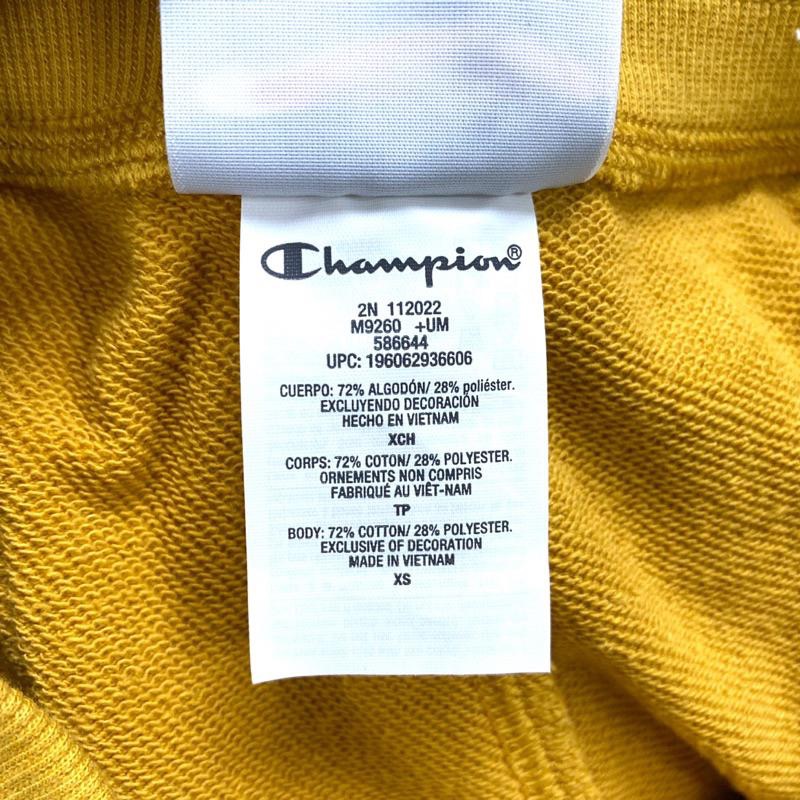 Champion®
2N 112022
M9260 +UM
586644
UPC: 196062936606
CUERPO: 72% ALGODÓN/ 28% poliéster.
EXCLUYENDO DECORACIÓN
HECHO EN VIETNAM
XCH
CORPS: 72% COTON/ 28% POLYESTER.
ORNEMENTS NON COMPRIS
FABRIQUÉ AU VIÊT-NAM
TP
BODY: 72% COTTON/ 28% POLYESTER.
EXCLUSIVE OF DECORATION
MADE IN VIETNAM
XS